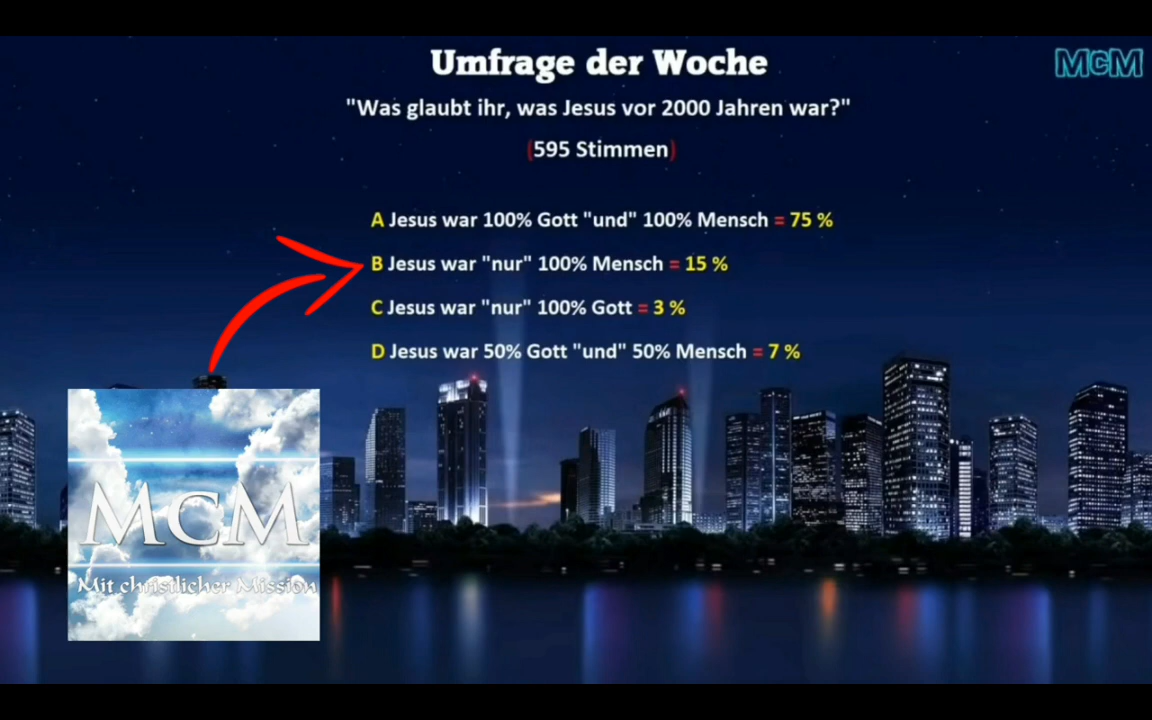 Umfrage der Woche
McM
"Was glaubt ihr, was Jesus vor 2000 Jahren war?"
(595 Stimmen)
A Jesus war 100% Gott "und" 100% Mensch = 75 %
B Jesus war "nur" 100% Mensch = 15 %
C Jesus war "nur" 100% Gott = 3 %
D Jesus war 50% Gott "und" 50% Mensch = 7 %
McM
Mit christlicher Mission